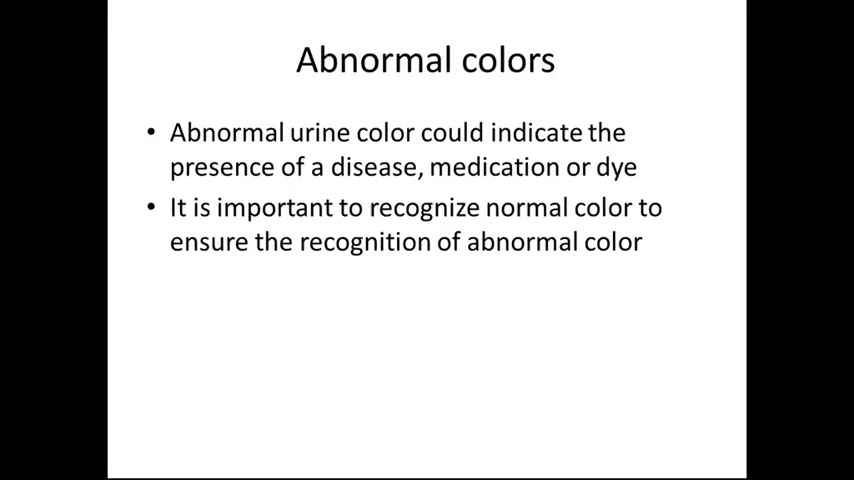 Abnormal colors
• Abnormal urine color could indicate the
presence of a disease, medication or dye
• It is important to recognize normal color to
ensure the recognition of abnormal color